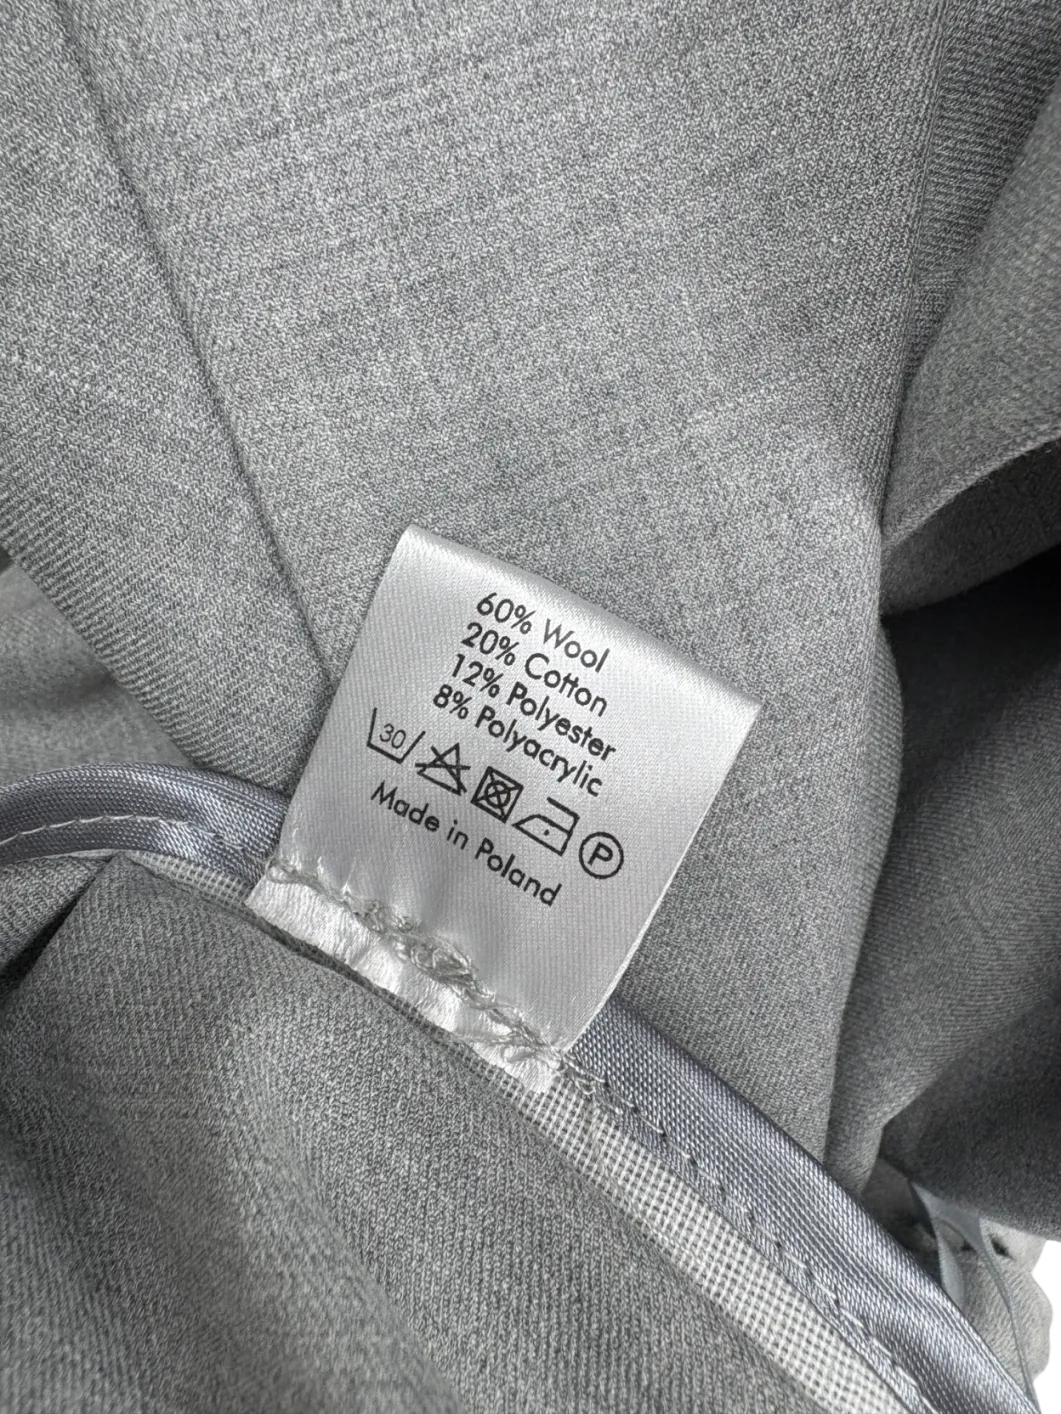 60% Wool
20% Cotton
12% Polyester
8% Polyacrylic
30 P
Made in Poland